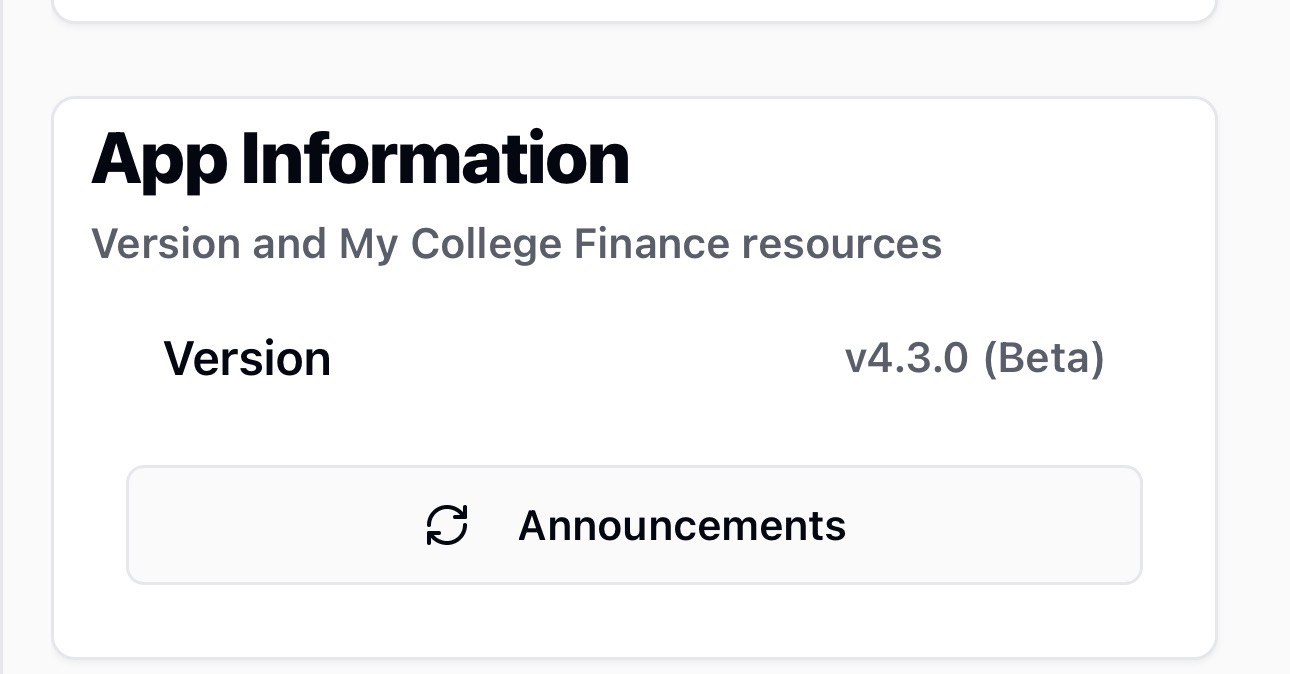 App Information
Version and My College Finance resources
Version v4.3.0 (Beta)
Announcements